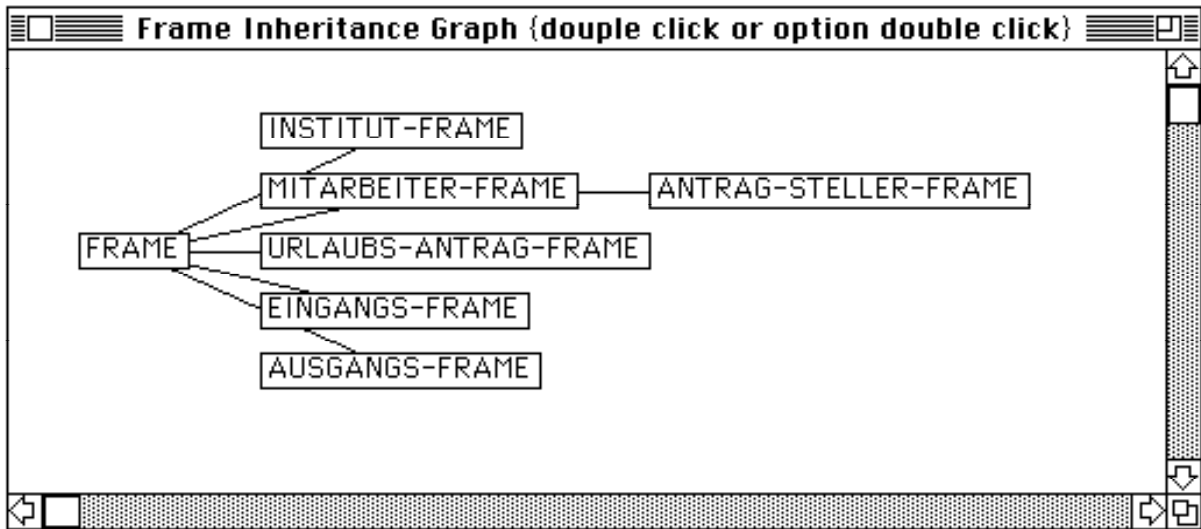 Frame Inheritance Graph {douple click or option double click}
INSTITUT-FRAME
MITARBEITER-FRAME
ANTRAG-STELLER-FRAME
FRAME
URLAUBS-ANTRAG-FRAME
EINGANGS-FRAME
AUSGANGS-FRAME